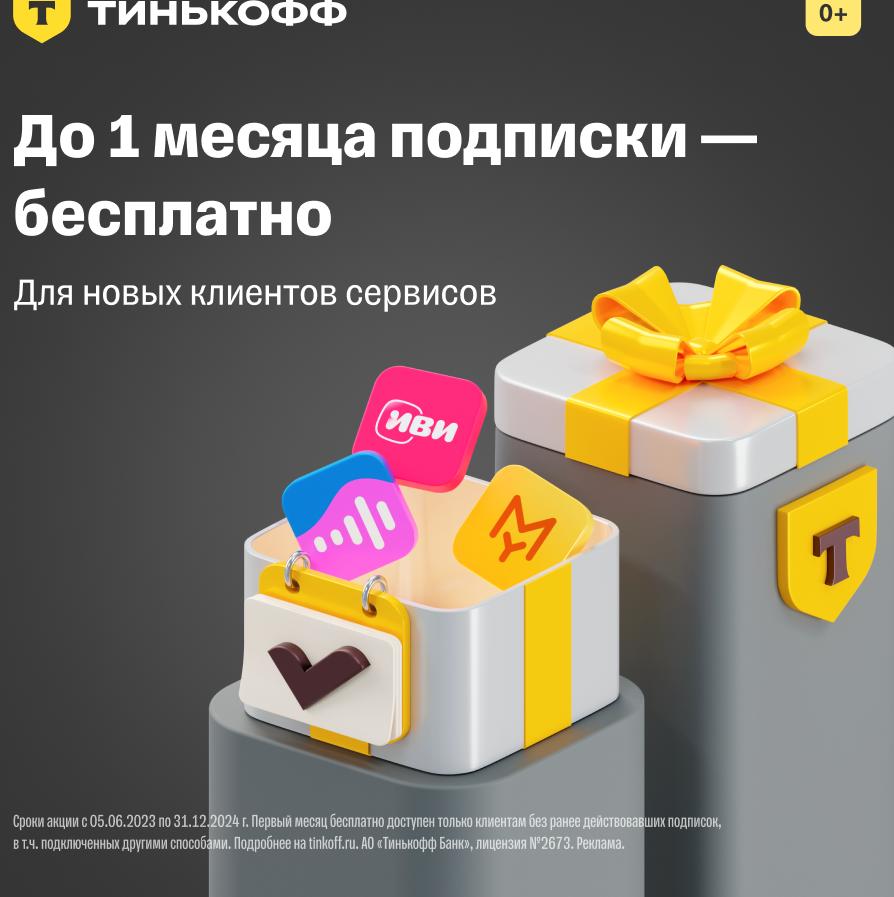 Т ТИНЬКОФФ
0+
До 1 месяца подписки —
бесплатно
Для новых клиентов сервисов
иви
Т
Сроки акции с 05.06.2023 по 31.12.2024 г. Первый месяц бесплатно доступен только клиентам без ранее действовавших подписок,
в т.ч. подключенных другими способами. Подробнее на tinkoff.ru. АО «Тинькофф Банк», лицензия №2673. Реклама.